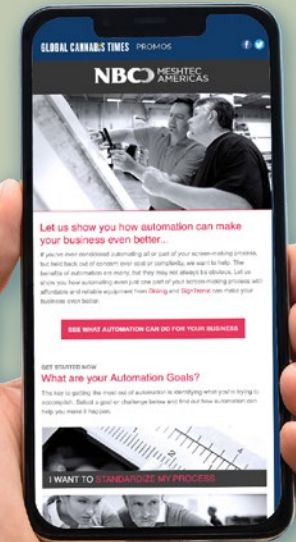 GLOBAL CANNABIS TIMES PROMOS
NBC MESHTEC AMERICAS
Let us show you how automation can make
your business even better...
If you've ever considered automating all or part of your screen-making process,
but held back out of concern over cost or complexity, we want to help. The
benefits of automation are many, but they may not always be obvious. Let us
show you how automating even just one part of your screen-making process with
affordable and reliable equipment from and SignTronic can make your
business even better.
SEE WHAT AUTOMATION CAN DO FOR YOUR BUSINESS
GET STARTED NOW
What are your Automation Goals?
The key to getting the most out of automation is identifying what you're trying to
accomplish. Select a goal or challenge below and find out how automation can
help you make it happen.
I WANT TO STANDARDIZE MY PROCESS